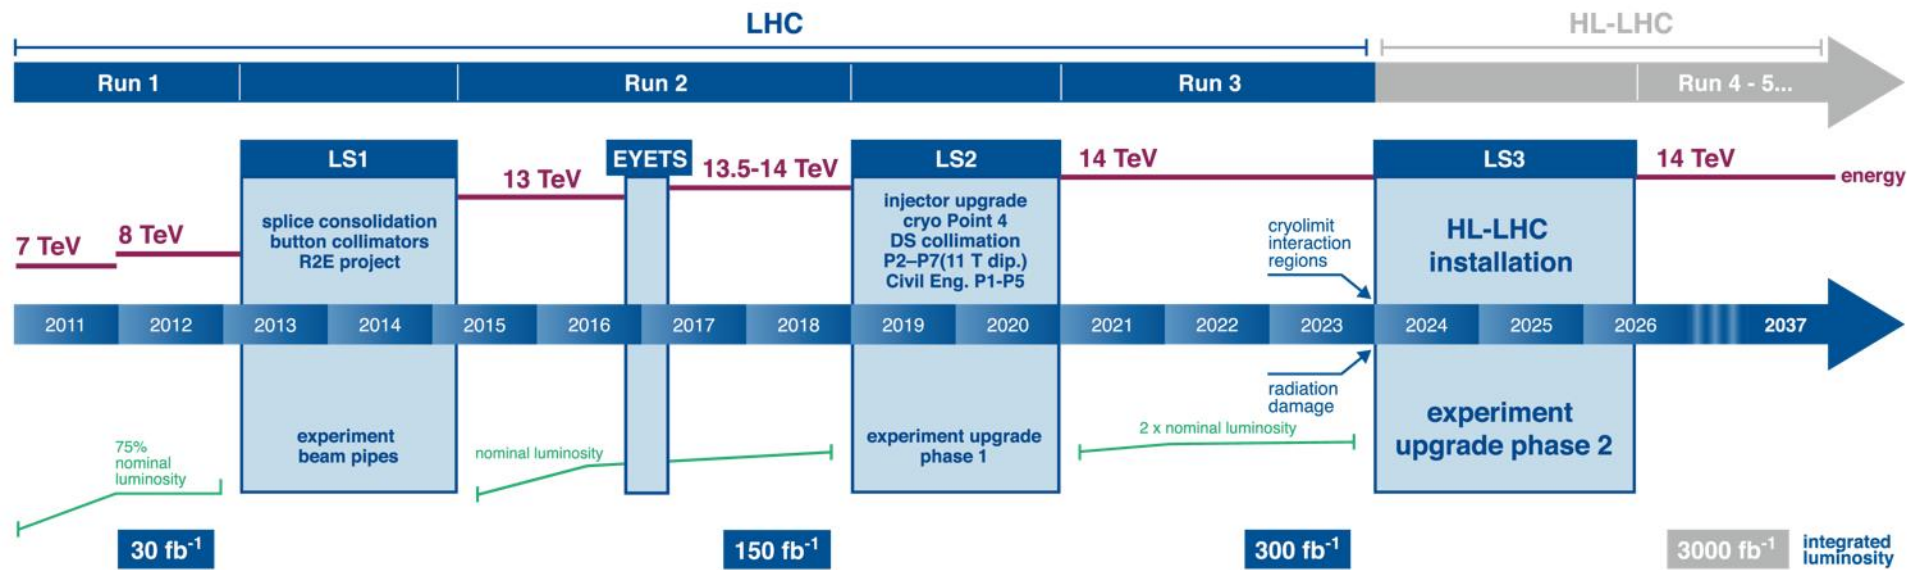 LHC
HL-LHC
Run 1
Run 2
Run 3
Run 4 - 5...
LS1
EYETS
LS2
LS3
7 TeV
8 TeV
13 TeV
13.5-14 TeV
14 TeV
14 TeV
energy
splice consolidation
button collimators
R2E project
injector upgrade
cryo Point 4
DS collimation
P2–P7(11 T dip.)
Civil Eng. P1-P5
cryolimit
interaction
regions
HL-LHC
installation
2011
2012
2013
2014
2015
2016
2017
2018
2019
2020
2021
2022
2023
2024
2025
2026
2037
radiation
damage
75%
nominal
luminosity
experiment
beam pipes
nominal luminosity
experiment upgrade
phase 1
2 x nominal luminosity
experiment
upgrade phase 2
30 fb-1
150 fb-1
300 fb-1
3000 fb-1
integrated
luminosity